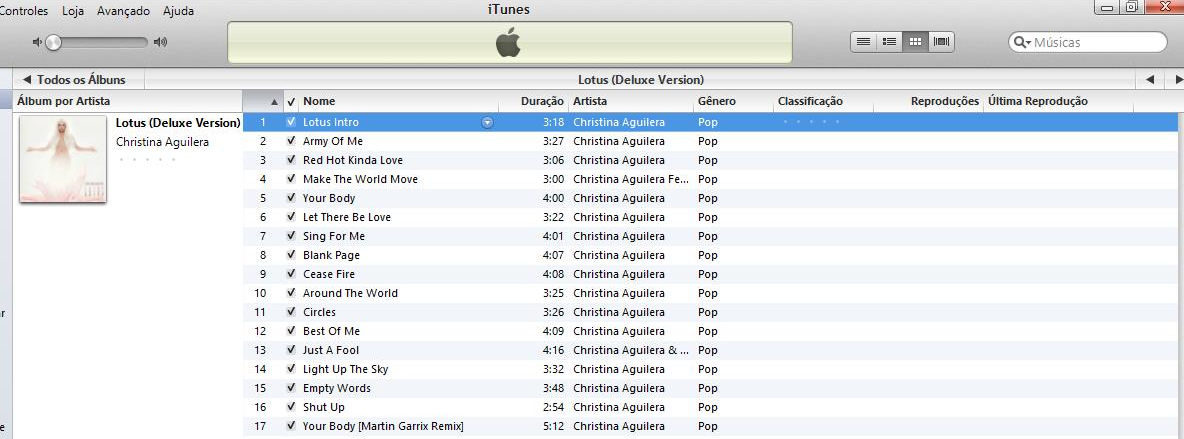 iTunes
Controles Loja Avançado Ajuda
Músicas
Todos os Álbuns Lotus (Deluxe Version)
Álbum por Artista Nome Duração Artista Gênero Classificação Reproduções Última Reprodução
Lotus (Deluxe Version)
Christina Aguilera
1 Lotus Intro 3:18 Christina Aguilera Pop
2 Army Of Me 3:27 Christina Aguilera Pop
3 Red Hot Kinda Love 3:06 Christina Aguilera Pop
4 Make The World Move 3:00 Christina Aguilera Fe... Pop
5 Your Body 4:00 Christina Aguilera Pop
6 Let There Be Love 3:22 Christina Aguilera Pop
7 Sing For Me 4:01 Christina Aguilera Pop
8 Blank Page 4:07 Christina Aguilera Pop
9 Cease Fire 4:08 Christina Aguilera Pop
10 Around The World 3:25 Christina Aguilera Pop
11 Circles 3:26 Christina Aguilera Pop
12 Best Of Me 4:09 Christina Aguilera Pop
13 Just A Fool 4:16 Christina Aguilera & ... Pop
14 Light Up The Sky 3:32 Christina Aguilera Pop
15 Empty Words 3:48 Christina Aguilera Pop
16 Shut Up 2:54 Christina Aguilera Pop
17 Your Body [Martin Garrix Remix] 5:12 Christina Aguilera Pop